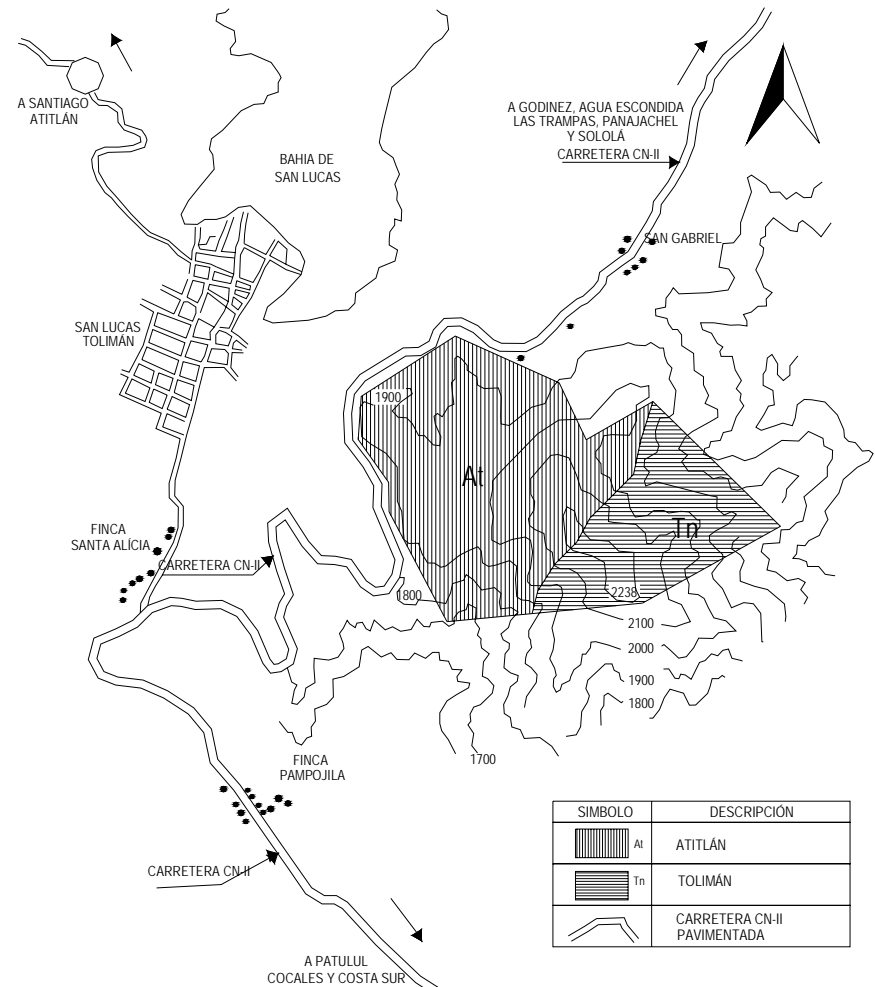 A SANTIAGO
ATITLÁN
BAHIA DE
SAN LUCAS
A GODINEZ, AGUA ESCONDIDA
LAS TRAMPAS, PANAJACHEL
Y SOLOLÁ
CARRETERA CN-II
SAN GABRIEL
SAN LUCAS
TOLIMÁN
1900
At
Tn
FINCA
SANTA ALÍCIA
CARRETERA CN-II
1800
2238
2100
2000
1900
1800
1700
FINCA
PAMPOJILA
CARRETERA CN-II
A PATULUL
COCALES Y COSTA SUR
SIMBOLO DESCRIPCIÓN
At ATITLÁN
Tn TOLIMÁN
CARRETERA CN-II
PAVIMENTADA